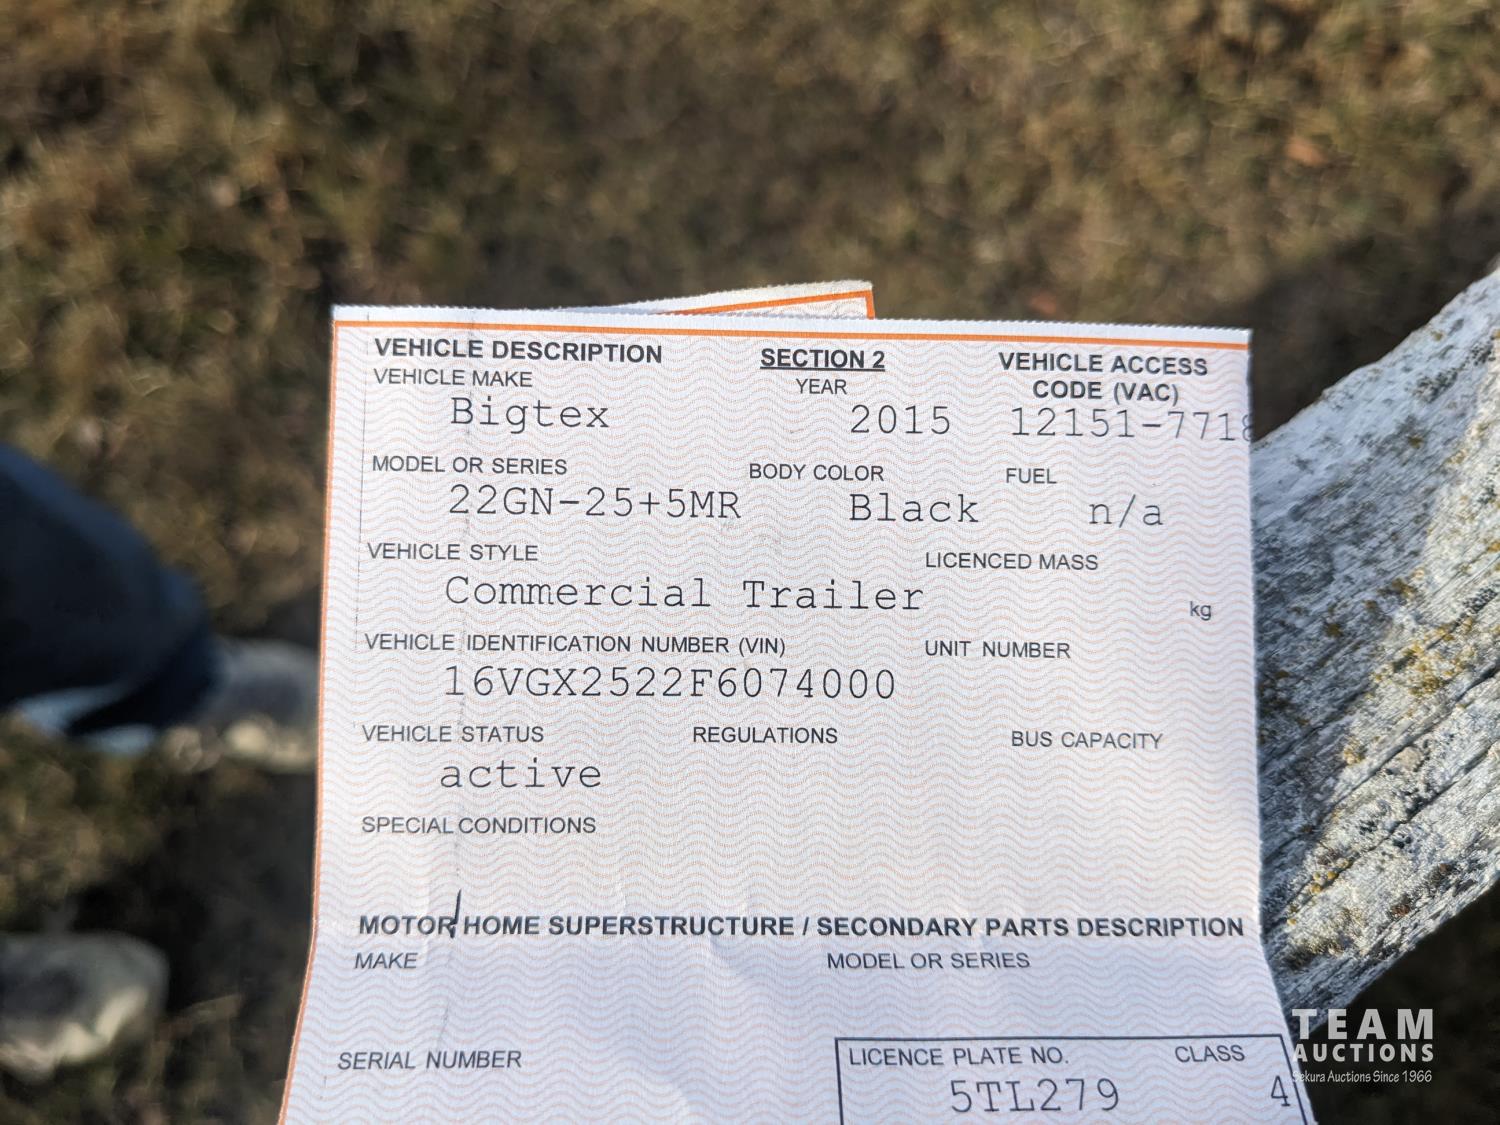 VEHICLE DESCRIPTION SECTION 2 VEHICLE ACCESS CODE (VAC)
VEHICLE MAKE YEAR
Bigtex 2015 12151-7718
MODEL OR SERIES BODY COLOR FUEL
22GN-25+5MR Black n/a
VEHICLE STYLE LICENCED MASS
Commercial Trailer kg
VEHICLE IDENTIFICATION NUMBER (VIN) UNIT NUMBER
16VGX2522F6074000
VEHICLE STATUS REGULATIONS BUS CAPACITY
active
SPECIAL CONDITIONS
MOTOR HOME SUPERSTRUCTURE / SECONDARY PARTS DESCRIPTION
MAKE MODEL OR SERIES
SERIAL NUMBER LICENCE PLATE NO. CLASS
5TL279 4
TEAM
AUCTIONS
Sekura Auctions Since 1966